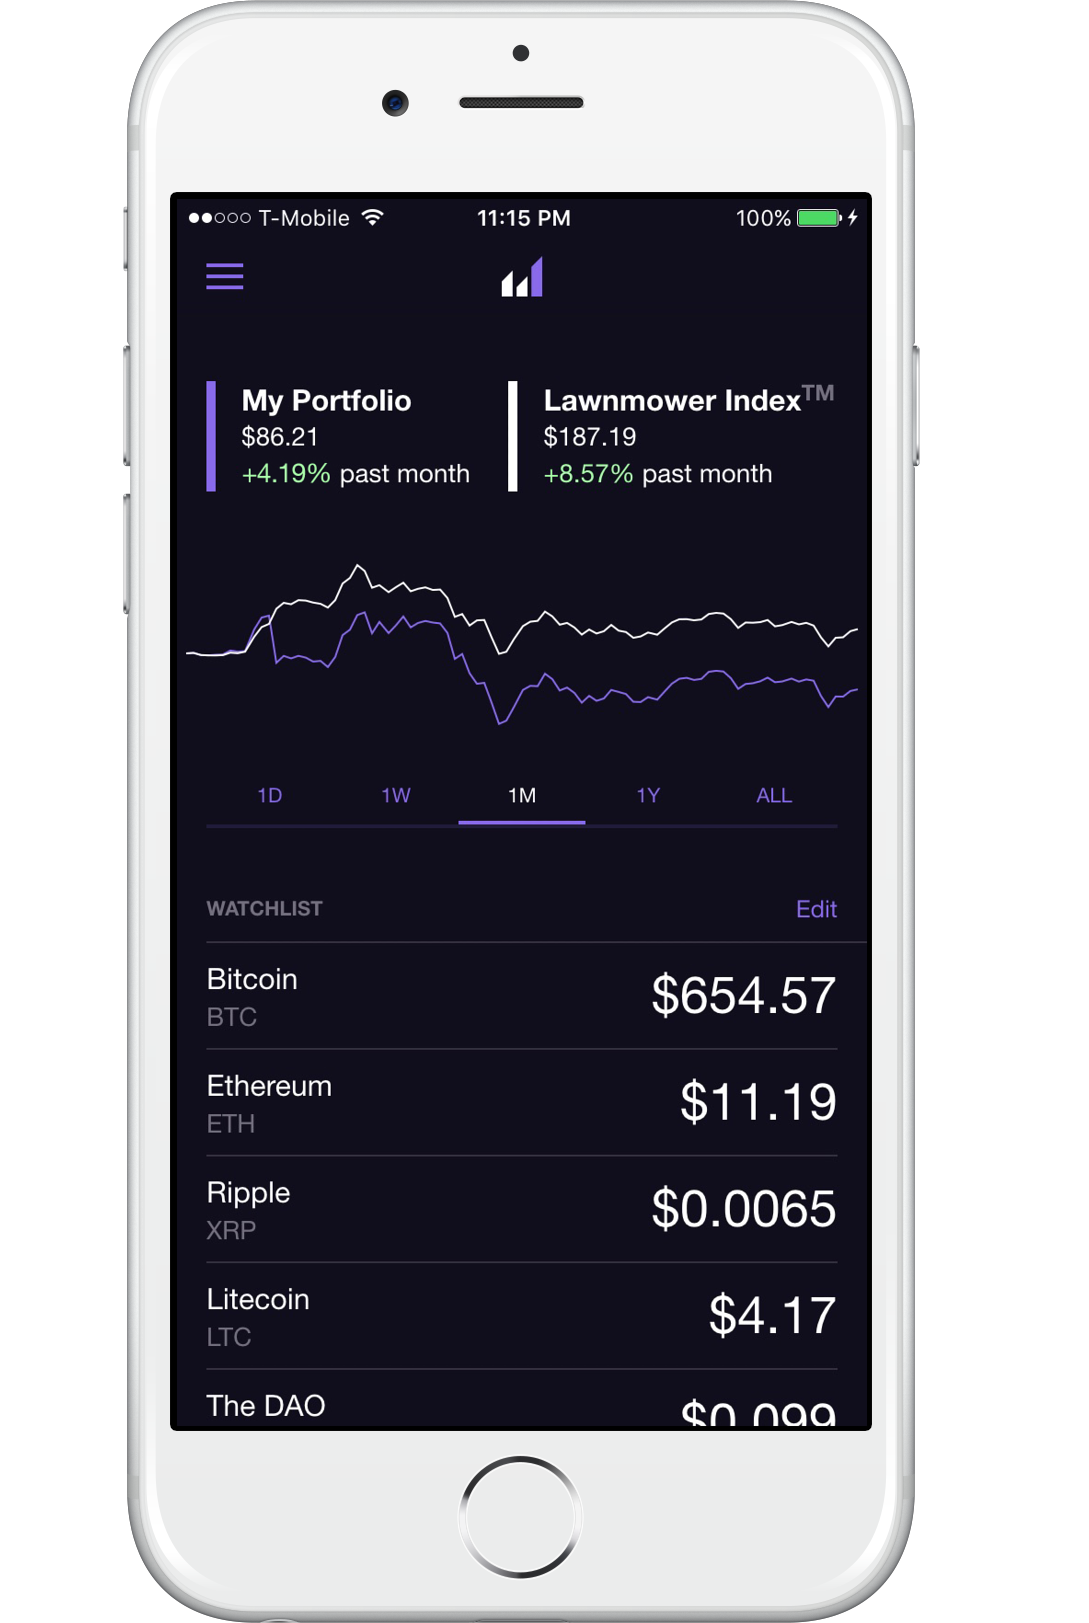 T-Mobile 11:15 PM 100%
My Portfolio
$86.21
+4.19% past month
Lawnmower Index™
$187.19
+8.57% past month
1D 1W 1M 1Y ALL
WATCHLIST Edit
Bitcoin
BTC
$654.57
Ethereum
ETH
$11.19
Ripple
XRP
$0.0065
Litecoin
LTC
$4.17
The DAO
$0.099